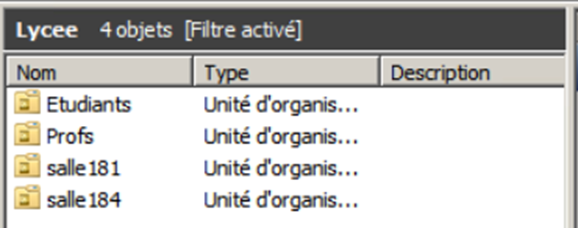 Lycee 4 objets [Filtre activé]
Nom Type Description
Etudiants Unité d'organis...
Profs Unité d'organis...
salle181 Unité d'organis...
salle184 Unité d'organis...